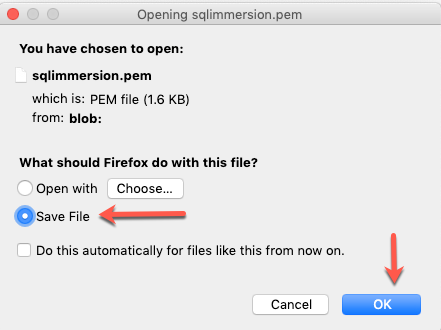 Opening sqlimmersion.pem
You have chosen to open:
sqlimmersion.pem
which is: PEM file (1.6 KB)
from: blob:
What should Firefox do with this file?
Open with Choose...
Save File
Do this automatically for files like this from now on.
Cancel OK